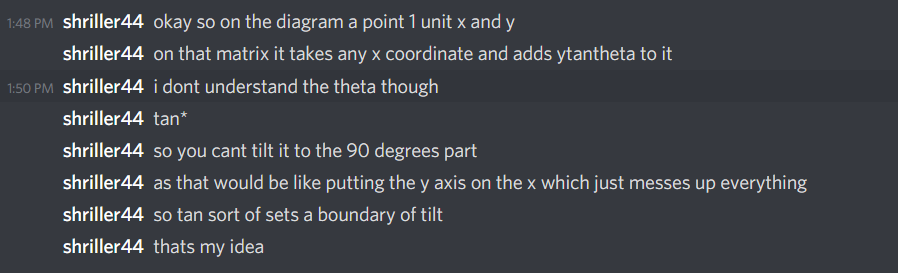 1:48 PM shriller44 okay so on the diagram a point 1 unit x and y
shriller44 on that matrix it takes any x coordinate and adds ytantheta to it
1:50 PM shriller44 i dont understand the theta though
shriller44 tan*
shriller44 so you cant tilt it to the 90 degrees part
shriller44 as that would be like putting the y axis on the x which just messes up everything
shriller44 so tan sort of sets a boundary of tilt
shriller44 thats my idea